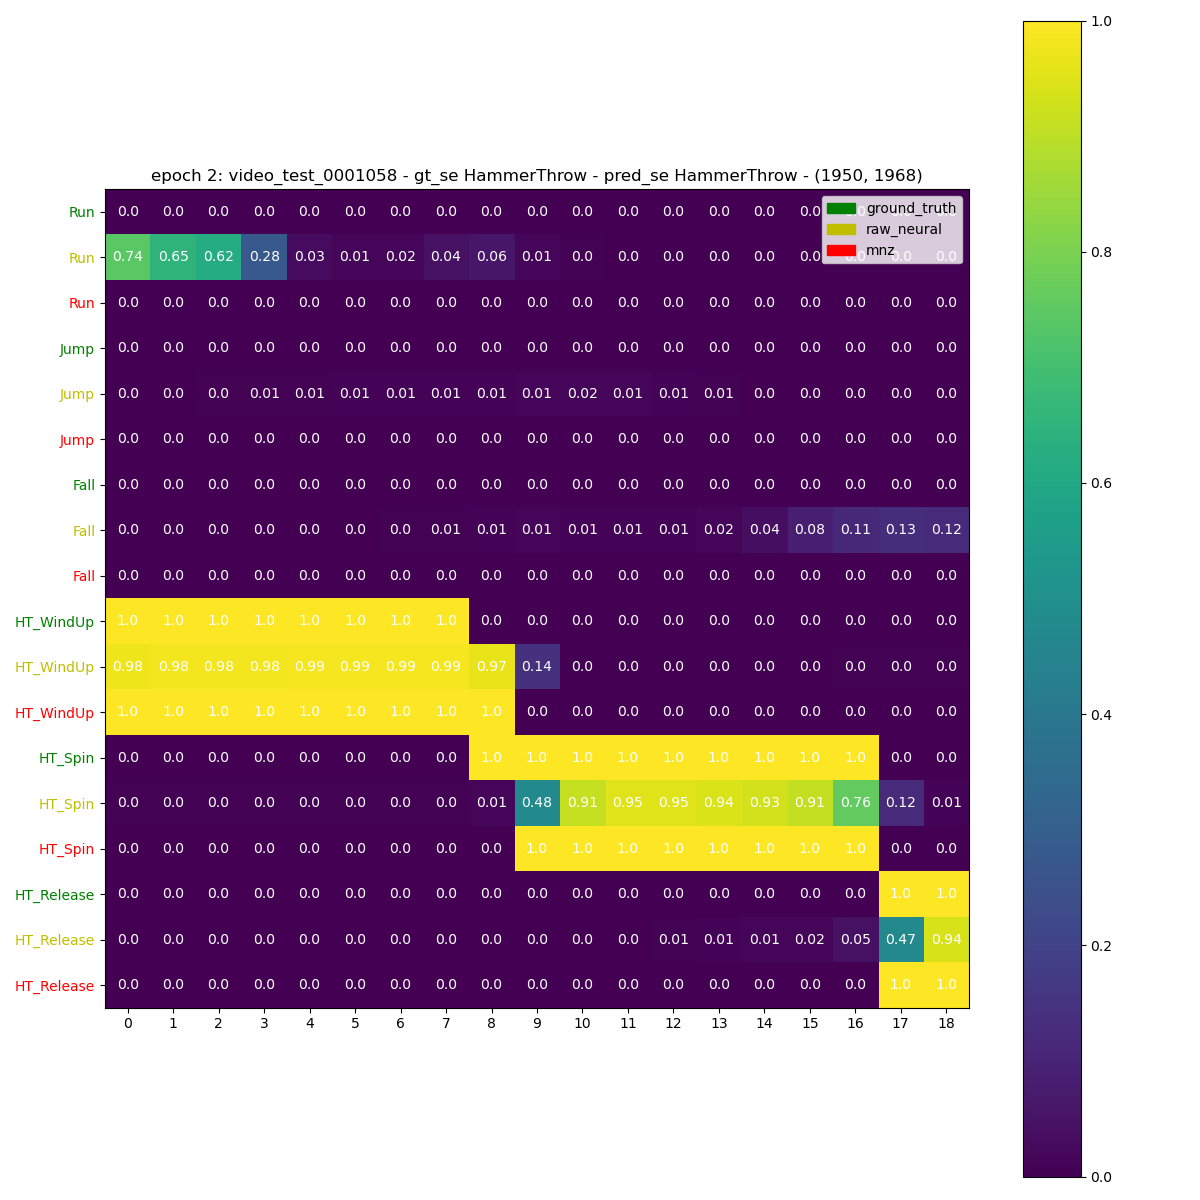 epoch 2: video_test_0001058 - gt_se HammerThrow - pred_se HammerThrow - (1950, 1968)
ground_truth
raw_neural
mnz
Run 0.0 0.0 0.0 0.0 0.0 0.0 0.0 0.0 0.0 0.0 0.0 0.0 0.0 0.0 0.0 0.0
Run 0.74 0.65 0.62 0.28 0.03 0.01 0.02 0.04 0.06 0.01 0.0 0.0 0.0 0.0 0.0 0.0 0.0 0.0 0.0
Run 0.0 0.0 0.0 0.0 0.0 0.0 0.0 0.0 0.0 0.0 0.0 0.0 0.0 0.0 0.0 0.0 0.0 0.0 0.0
Jump 0.0 0.0 0.0 0.0 0.0 0.0 0.0 0.0 0.0 0.0 0.0 0.0 0.0 0.0 0.0 0.0 0.0 0.0 0.0
Jump 0.0 0.0 0.0 0.01 0.01 0.01 0.01 0.01 0.01 0.01 0.02 0.01 0.01 0.01 0.0 0.0 0.0 0.0 0.0
Jump 0.0 0.0 0.0 0.0 0.0 0.0 0.0 0.0 0.0 0.0 0.0 0.0 0.0 0.0 0.0 0.0 0.0 0.0 0.0
Fall 0.0 0.0 0.0 0.0 0.0 0.0 0.0 0.0 0.0 0.0 0.0 0.0 0.0 0.0 0.0 0.0 0.0 0.0 0.0
Fall 0.0 0.0 0.0 0.0 0.0 0.0 0.0 0.01 0.01 0.01 0.01 0.01 0.01 0.02 0.04 0.08 0.11 0.13 0.12
Fall 0.0 0.0 0.0 0.0 0.0 0.0 0.0 0.0 0.0 0.0 0.0 0.0 0.0 0.0 0.0 0.0 0.0 0.0 0.0
HT_WindUp 1.0 1.0 1.0 1.0 1.0 1.0 1.0 1.0 0.0 0.0 0.0 0.0 0.0 0.0 0.0 0.0 0.0 0.0 0.0
HT_WindUp 0.98 0.98 0.98 0.98 0.99 0.99 0.99 0.99 0.97 0.14 0.0 0.0 0.0 0.0 0.0 0.0 0.0 0.0 0.0
HT_WindUp 1.0 1.0 1.0 1.0 1.0 1.0 1.0 1.0 1.0 0.0 0.0 0.0 0.0 0.0 0.0 0.0 0.0 0.0 0.0
HT_Spin 0.0 0.0 0.0 0.0 0.0 0.0 0.0 0.0 1.0 1.0 1.0 1.0 1.0 1.0 1.0 1.0 1.0 0.0 0.0
HT_Spin 0.0 0.0 0.0 0.0 0.0 0.0 0.0 0.0 0.01 0.48 0.91 0.95 0.95 0.94 0.93 0.91 0.76 0.12 0.01
HT_Spin 0.0 0.0 0.0 0.0 0.0 0.0 0.0 0.0 0.0 1.0 1.0 1.0 1.0 1.0 1.0 1.0 1.0 0.0 0.0
HT_Release 0.0 0.0 0.0 0.0 0.0 0.0 0.0 0.0 0.0 0.0 0.0 0.0 0.0 0.0 0.0 0.0 0.0 1.0 1.0
HT_Release 0.0 0.0 0.0 0.0 0.0 0.0 0.0 0.0 0.0 0.0 0.0 0.0 0.01 0.01 0.01 0.02 0.05 0.47 0.94
HT_Release 0.0 0.0 0.0 0.0 0.0 0.0 0.0 0.0 0.0 0.0 0.0 0.0 0.0 0.0 0.0 0.0 0.0 1.0 1.0
0 1 2 3 4 5 6 7 8 9 10 11 12 13 14 15 16 17 18
1.0
0.8
0.6
0.4
0.2
0.0